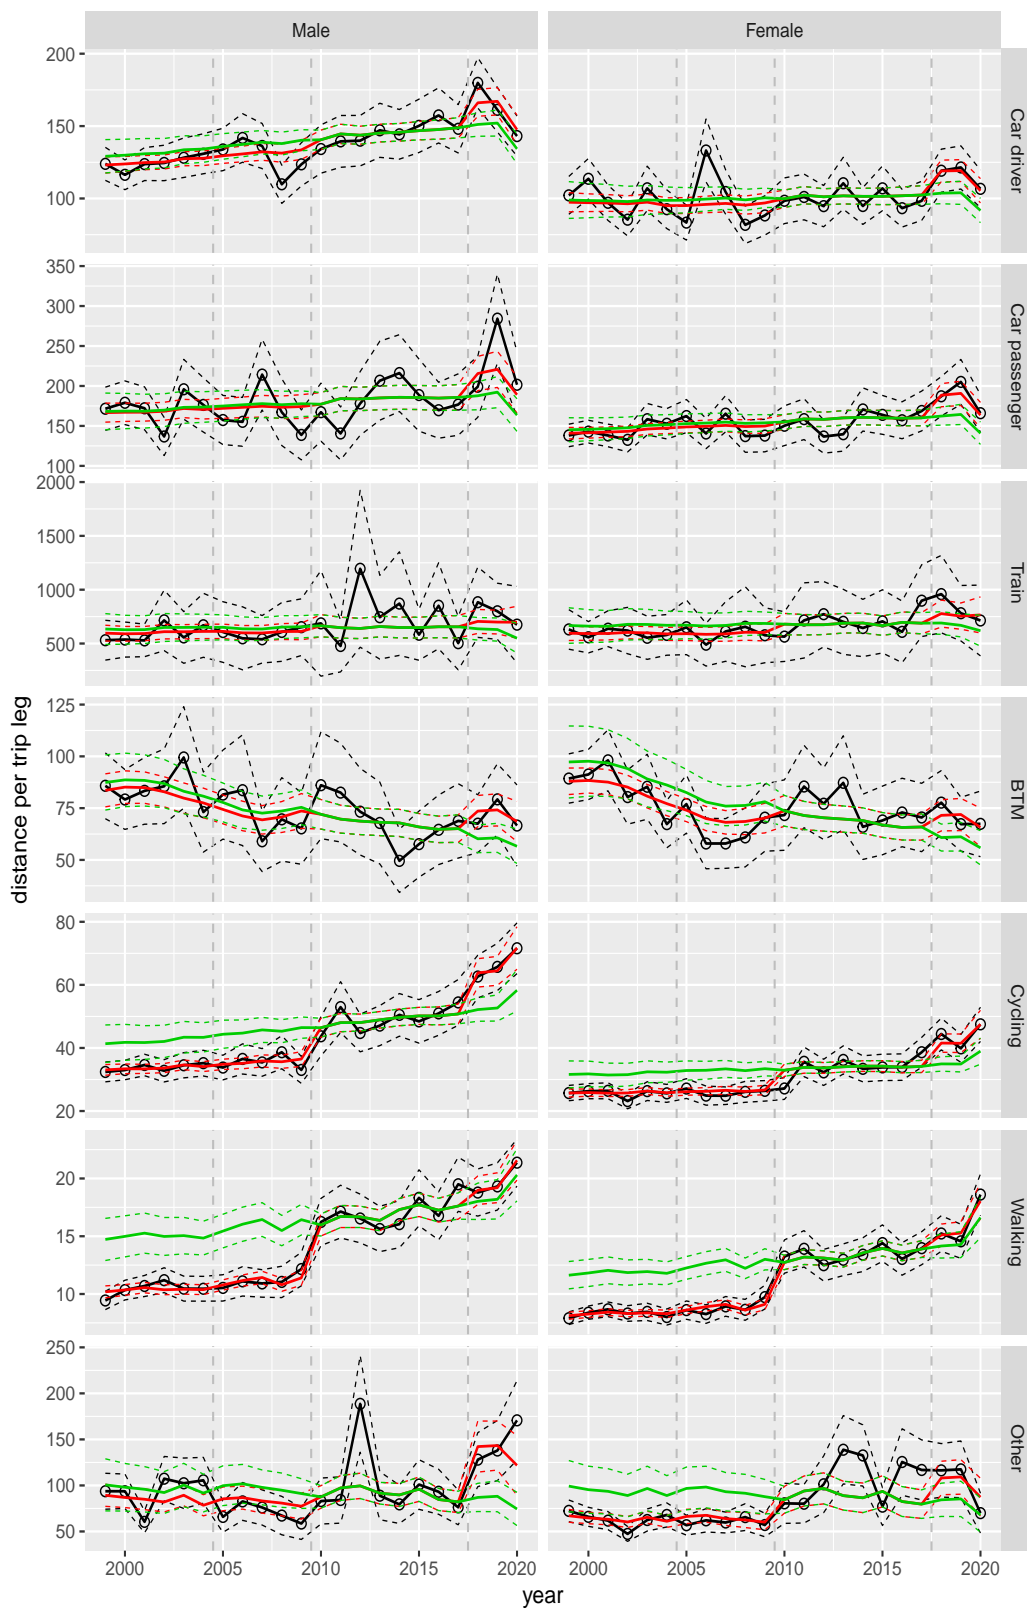 Male Female
200
150
100
Car driver
350
300
250
200
150
100
Car passenger
2000
1500
1000
500
Train
125
100
75
50
BTM
80
60
40
20
Cycling
20
15
10
Walking
250
200
150
100
50
Other
distance per trip leg
2000 2005 2010 2015 2020 2000 2005 2010 2015 2020
year